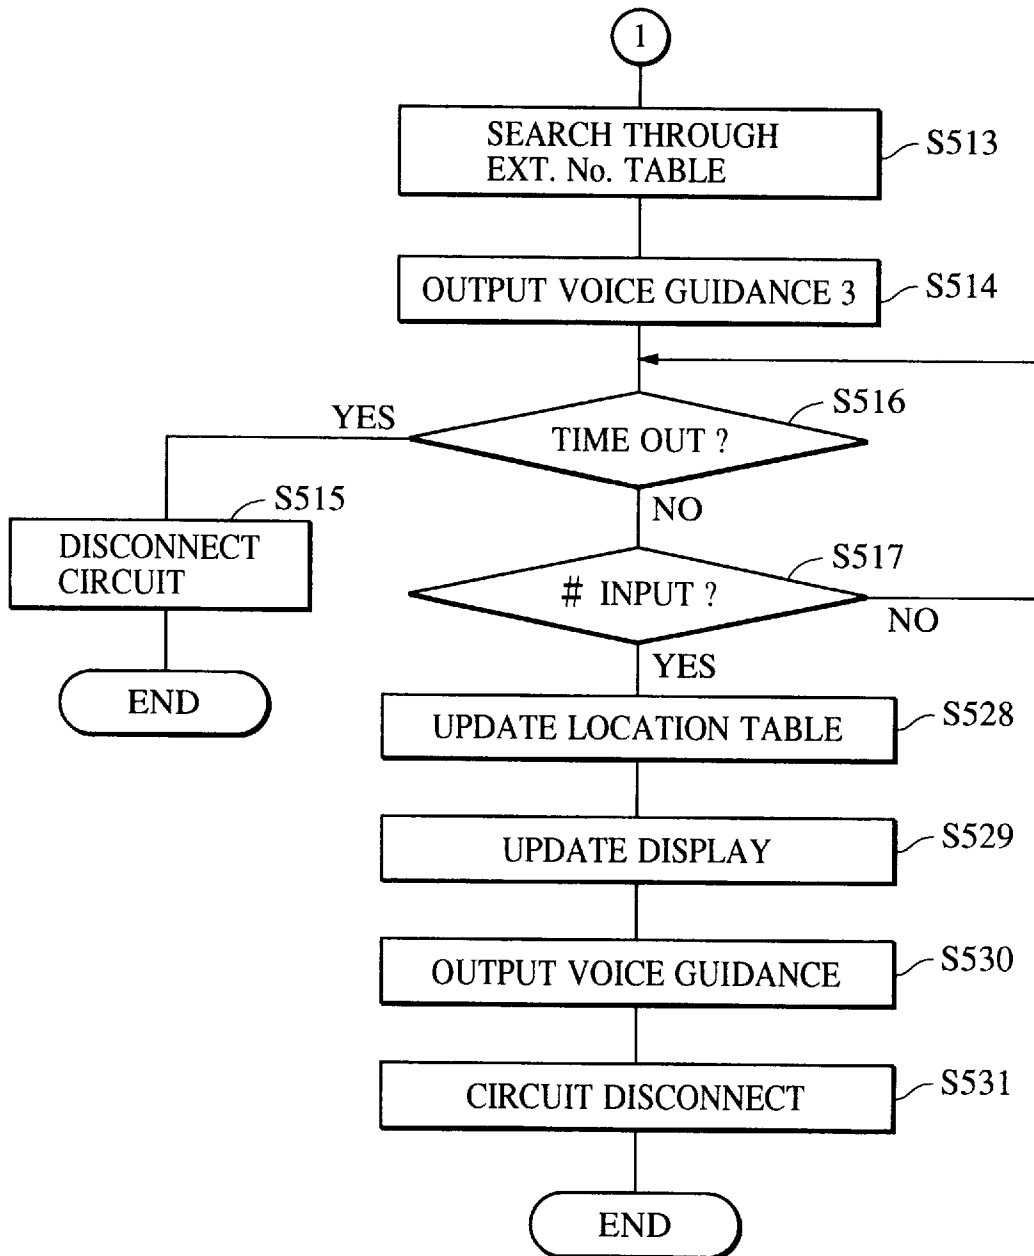 1
SEARCH THROUGH
EXT. No. TABLE
S513
OUTPUT VOICE GUIDANCE 3
S514
YES
S516
TIME OUT ?
NO
S515
DISCONNECT
CIRCUIT
S517
# INPUT ?
NO
YES
END
UPDATE LOCATION TABLE
S528
UPDATE DISPLAY
S529
OUTPUT VOICE GUIDANCE
S530
CIRCUIT DISCONNECT
S531
END